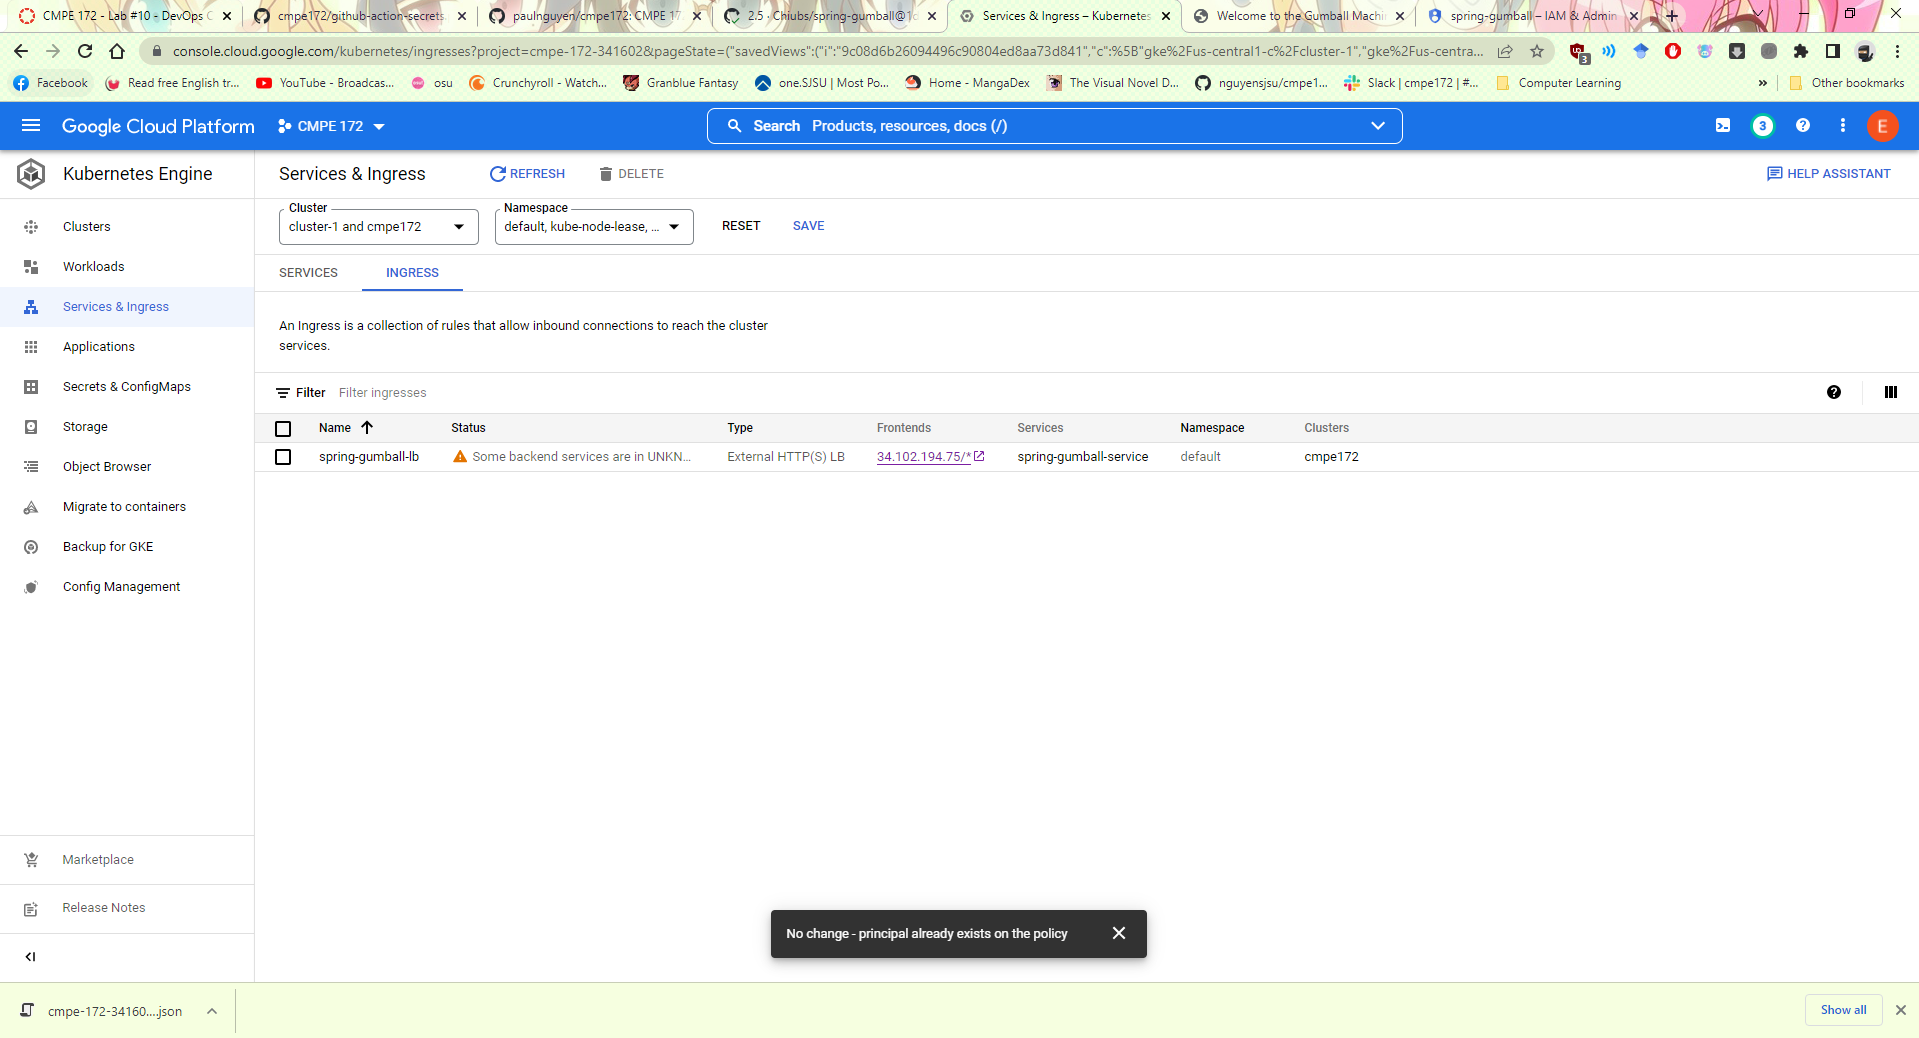 CMPE 172 - Lab #10 - DevOps C
cmpe172/github-action-secrets
paulnguyen/cmpe172: CMPE 17
2.5 · Chiubs/spring-gumball@1c
Services & Ingress – Kubernetes
Welcome to the Gumball Machi
spring-gumball – IAM & Admin
console.cloud.google.com/kubernetes/ingresses?project=cmpe-172-341602&pageState=("savedViews":("i":"9c08d6b26094496c90804ed8aa73d841","c":%5B"gke%2Fus-central1-c%2Fcluster-1","gke%2Fus-centra...
3
Facebook
Read free English tr...
YouTube - Broadcas...
osu
Crunchyroll - Watch...
Granblue Fantasy
one.SJSU | Most Po...
Home - MangaDex
The Visual Novel D...
nguyensjsu/cmpe1...
Slack | cmpe172 | #...
Computer Learning
»
Other bookmarks
Google Cloud Platform
CMPE 172
Search Products, resources, docs (/)
3
E
Kubernetes Engine
Services & Ingress
REFRESH
DELETE
HELP ASSISTANT
Clusters
Workloads
Services & Ingress
Applications
Secrets & ConfigMaps
Storage
Object Browser
Migrate to containers
Backup for GKE
Config Management
Marketplace
Release Notes
Cluster
cluster-1 and cmpe172
Namespace
default, kube-node-lease, ...
RESET
SAVE
SERVICES
INGRESS
An Ingress is a collection of rules that allow inbound connections to reach the cluster
services.
Filter Filter ingresses
Name Status Type Frontends Services Namespace Clusters
spring-gumball-lb Some backend services are in UNKN... External HTTP(S) LB 34.102.194.75/* spring-gumball-service default cmpe172
No change - principal already exists on the policy
cmpe-172-34160....json
Show all